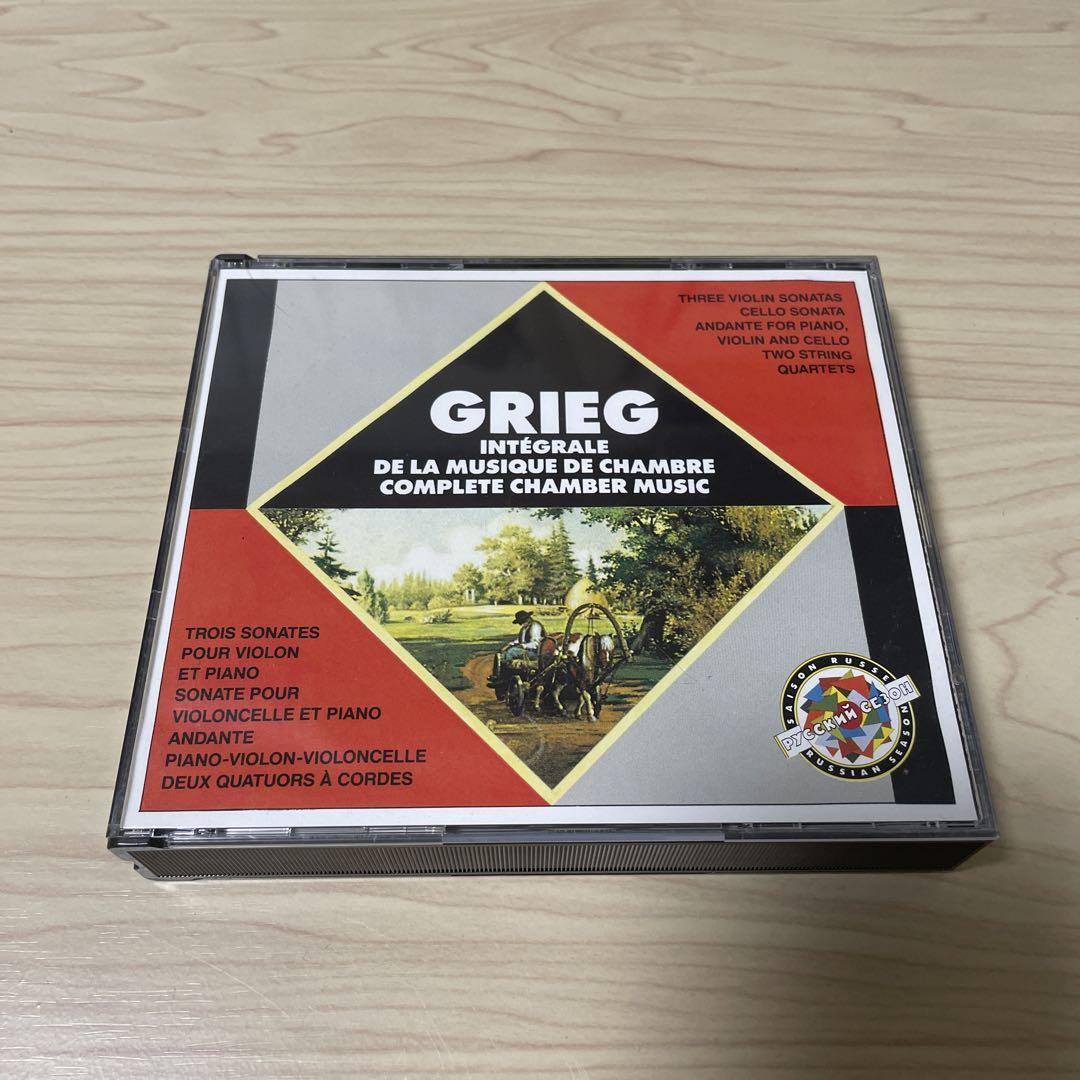 THREE VIOLIN SONATAS
CELLO SONATA
ANDANTE FOR PIANO,
VIOLIN AND CELLO
TWO STRING
QUARTETS
GRIEG
INTÉGRALE
DE LA MUSIQUE DE CHAMBRE
COMPLETE CHAMBER MUSIC
TROIS SONATES
POUR VIOLON
ET PIANO
SONATE POUR
VIOLONCELLE ET PIANO
ANDANTE
PIANO-VIOLON-VIOLONCELLE
DEUX QUATUORS À CORDES
SAISON RUSSE
РУССКИЙ СЕЗОН
RUSSIAN SEASON